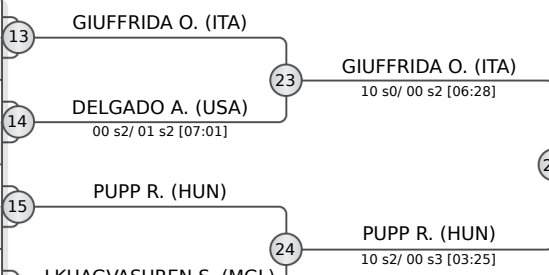 GIUFFRIDA O. (ITA)
13
GIUFFRIDA O. (ITA)
23
10 s0/ 00 s2 [06:28]
DELGADO A. (USA)
14
00 s2/ 01 s2 [07:01]
PUPP R. (HUN)
15
PUPP R. (HUN)
24
10 s2/ 00 s3 [03:25]